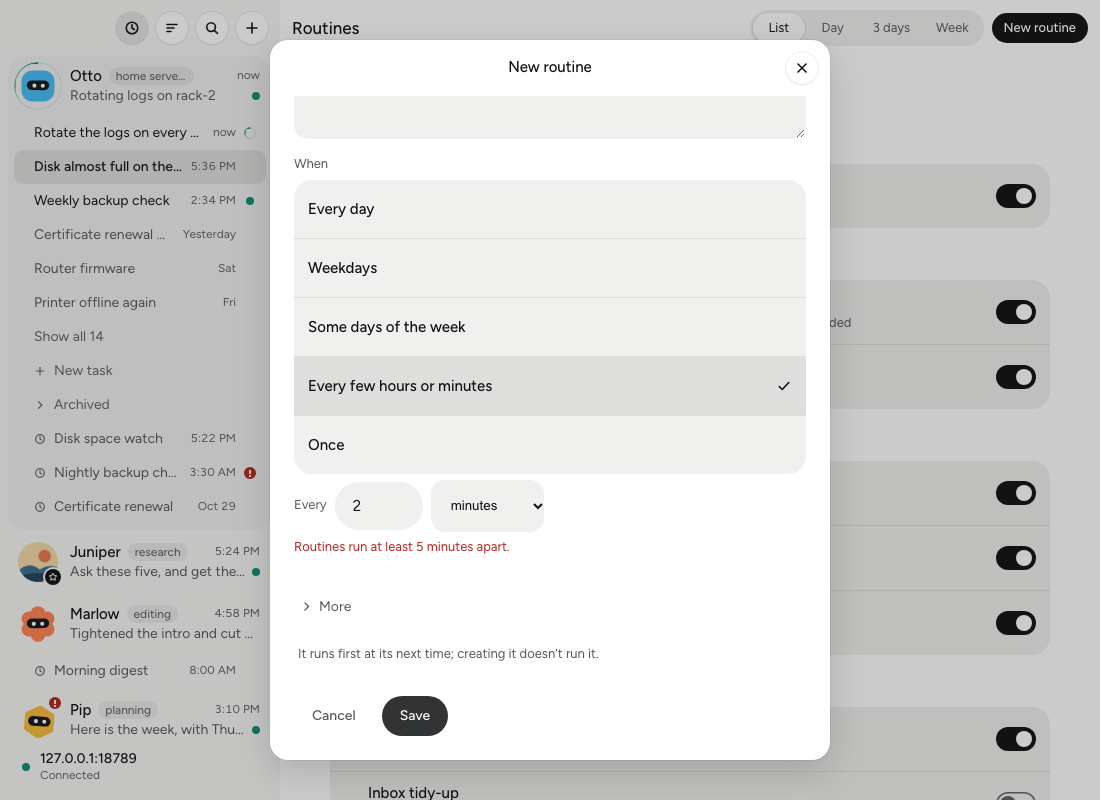 Routines
List
Day
3 days
Week
New routine
Otto
home serve...
now
Rotating logs on rack-2
Rotate the logs on every ...
now
Disk almost full on the...
5:36 PM
Weekly backup check
2:34 PM
Certificate renewal ...
Yesterday
Router firmware
Sat
Printer offline again
Fri
Show all 14
New task
Archived
Disk space watch
5:22 PM
Nightly backup ch...
3:30 AM
Certificate renewal
Oct 29
Juniper
research
5:24 PM
Ask these five, and get the...
Marlow
editing
4:58 PM
Tightened the intro and cut ...
Morning digest
8:00 AM
Pip
planning
3:10 PM
Here is the week, with Thu...
127.0.0.1:18789
Connected
New routine
When
Every day
Weekdays
Some days of the week
Every few hours or minutes
Once
Every
2
minutes
Routines run at least 5 minutes apart.
More
It runs first at its next time; creating it doesn't run it.
Cancel
Save
Inbox tidy-up